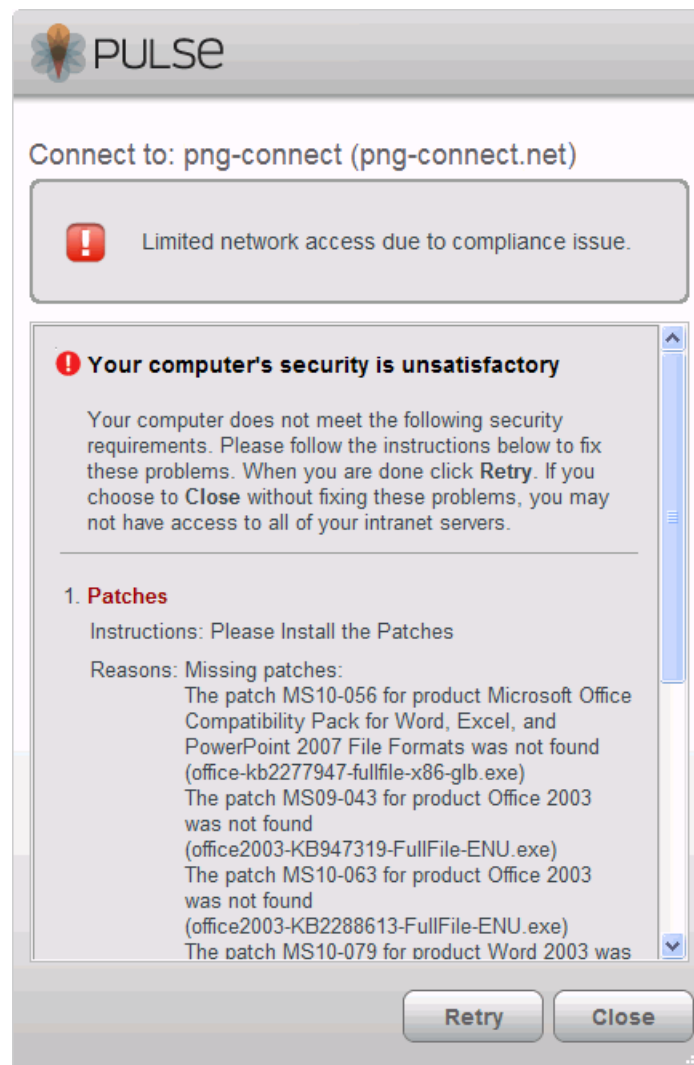 PULSE
Connect to: png-connect (png-connect.net)
Limited network access due to compliance issue.
Your computer's security is unsatisfactory
Your computer does not meet the following security
requirements. Please follow the instructions below to fix
these problems. When you are done click Retry. If you
choose to Close without fixing these problems, you may
not have access to all of your intranet servers.
1. Patches
Instructions: Please Install the Patches
Reasons: Missing patches:
The patch MS10-056 for product Microsoft Office
Compatibility Pack for Word, Excel, and
PowerPoint 2007 File Formats was not found
(office-kb2277947-fullfile-x86-glb.exe)
The patch MS09-043 for product Office 2003
was not found
(office2003-KB947319-FullFile-ENU.exe)
The patch MS10-063 for product Office 2003
was not found
(office2003-KB2288613-FullFile-ENU.exe)
The patch MS10-079 for product Word 2003 was
Retry Close